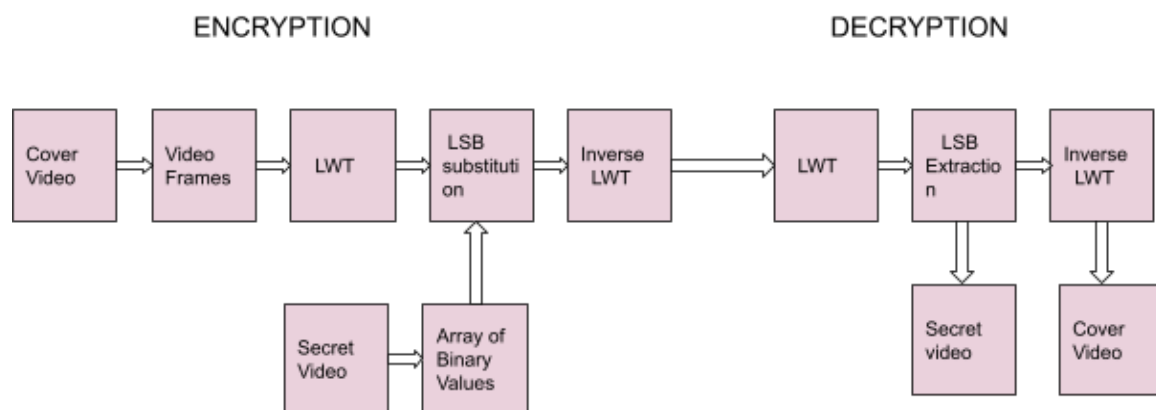 ENCRYPTION
DECRYPTION
Cover
Video
Video
Frames
LWT
LSB
substituti
on
Inverse
LWT
LWT
LSB
Extractio
n
Inverse
LWT
Secret
Video
Array of
Binary
Values
Secret
video
Cover
Video